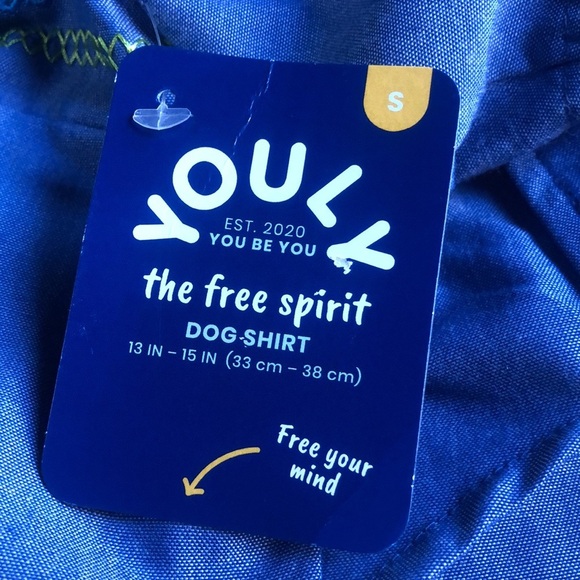 S
YOULY
EST. 2020
YOU BE YOU
the free spirit
DOG SHIRT
13 IN – 15 IN (33 cm – 38 cm)
Free your
mind